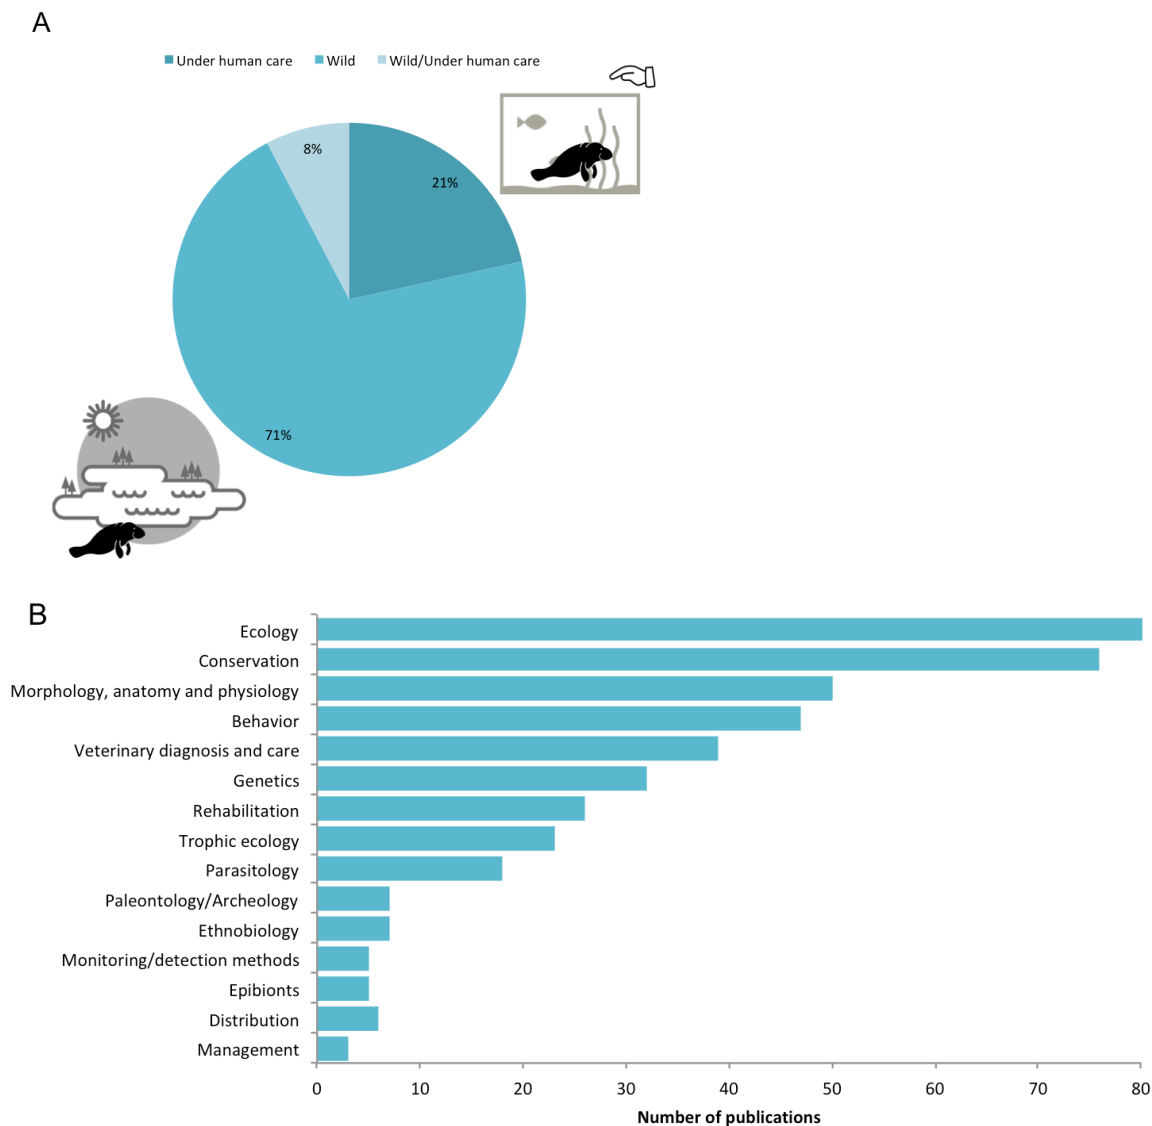 A
Under human care Wild Wild/Under human care
8%
21%
71%
B
Ecology
Conservation
Morphology, anatomy and physiology
Behavior
Veterinary diagnosis and care
Genetics
Rehabilitation
Trophic ecology
Parasitology
Paleontology/Archeology
Ethnobiology
Monitoring/detection methods
Epibionts
Distribution
Management
0 10 20 30 40 50 60 70 80
Number of publications